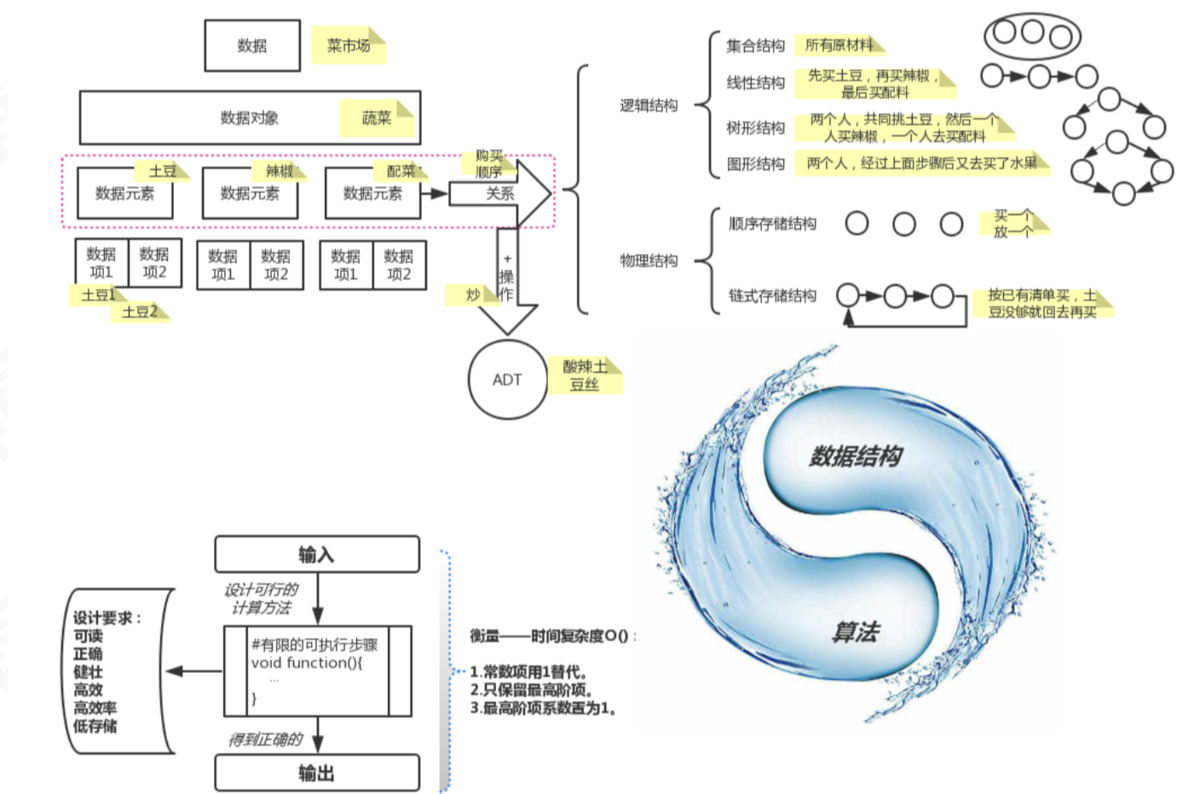 数据
菜市场
数据对象
蔬菜
土豆
数据元素
辣椒
数据元素
配菜
数据元素
购买
顺序
关系
数据
项1
数据
项2
数据
项1
数据
项2
数据
项1
数据
项2
土豆1
土豆2
+
操
作
炒
ADT
酸辣土
豆丝
逻辑结构
集合结构
所有原材料
线性结构
先买土豆，再买辣椒，
最后买配料
树形结构
两个人，共同挑土豆，然后一个
人买辣椒，一个人去买配料
图形结构
两个人，经过上面步骤后又去买了水果
物理结构
顺序存储结构
买一个
放一个
链式存储结构
按已有清单买，土
豆没够就回去再买
数据结构
算法
输入
设计可行的
计算方法
#有限的可执行步骤
void function(){
...
}
得到正确的
输出
设计要求：
可读
正确
健壮
高效
高效率
低存储
衡量——时间复杂度O()：
1.常数项用1替代。
2.只保留最高阶项。
3.最高阶项系数置为1。